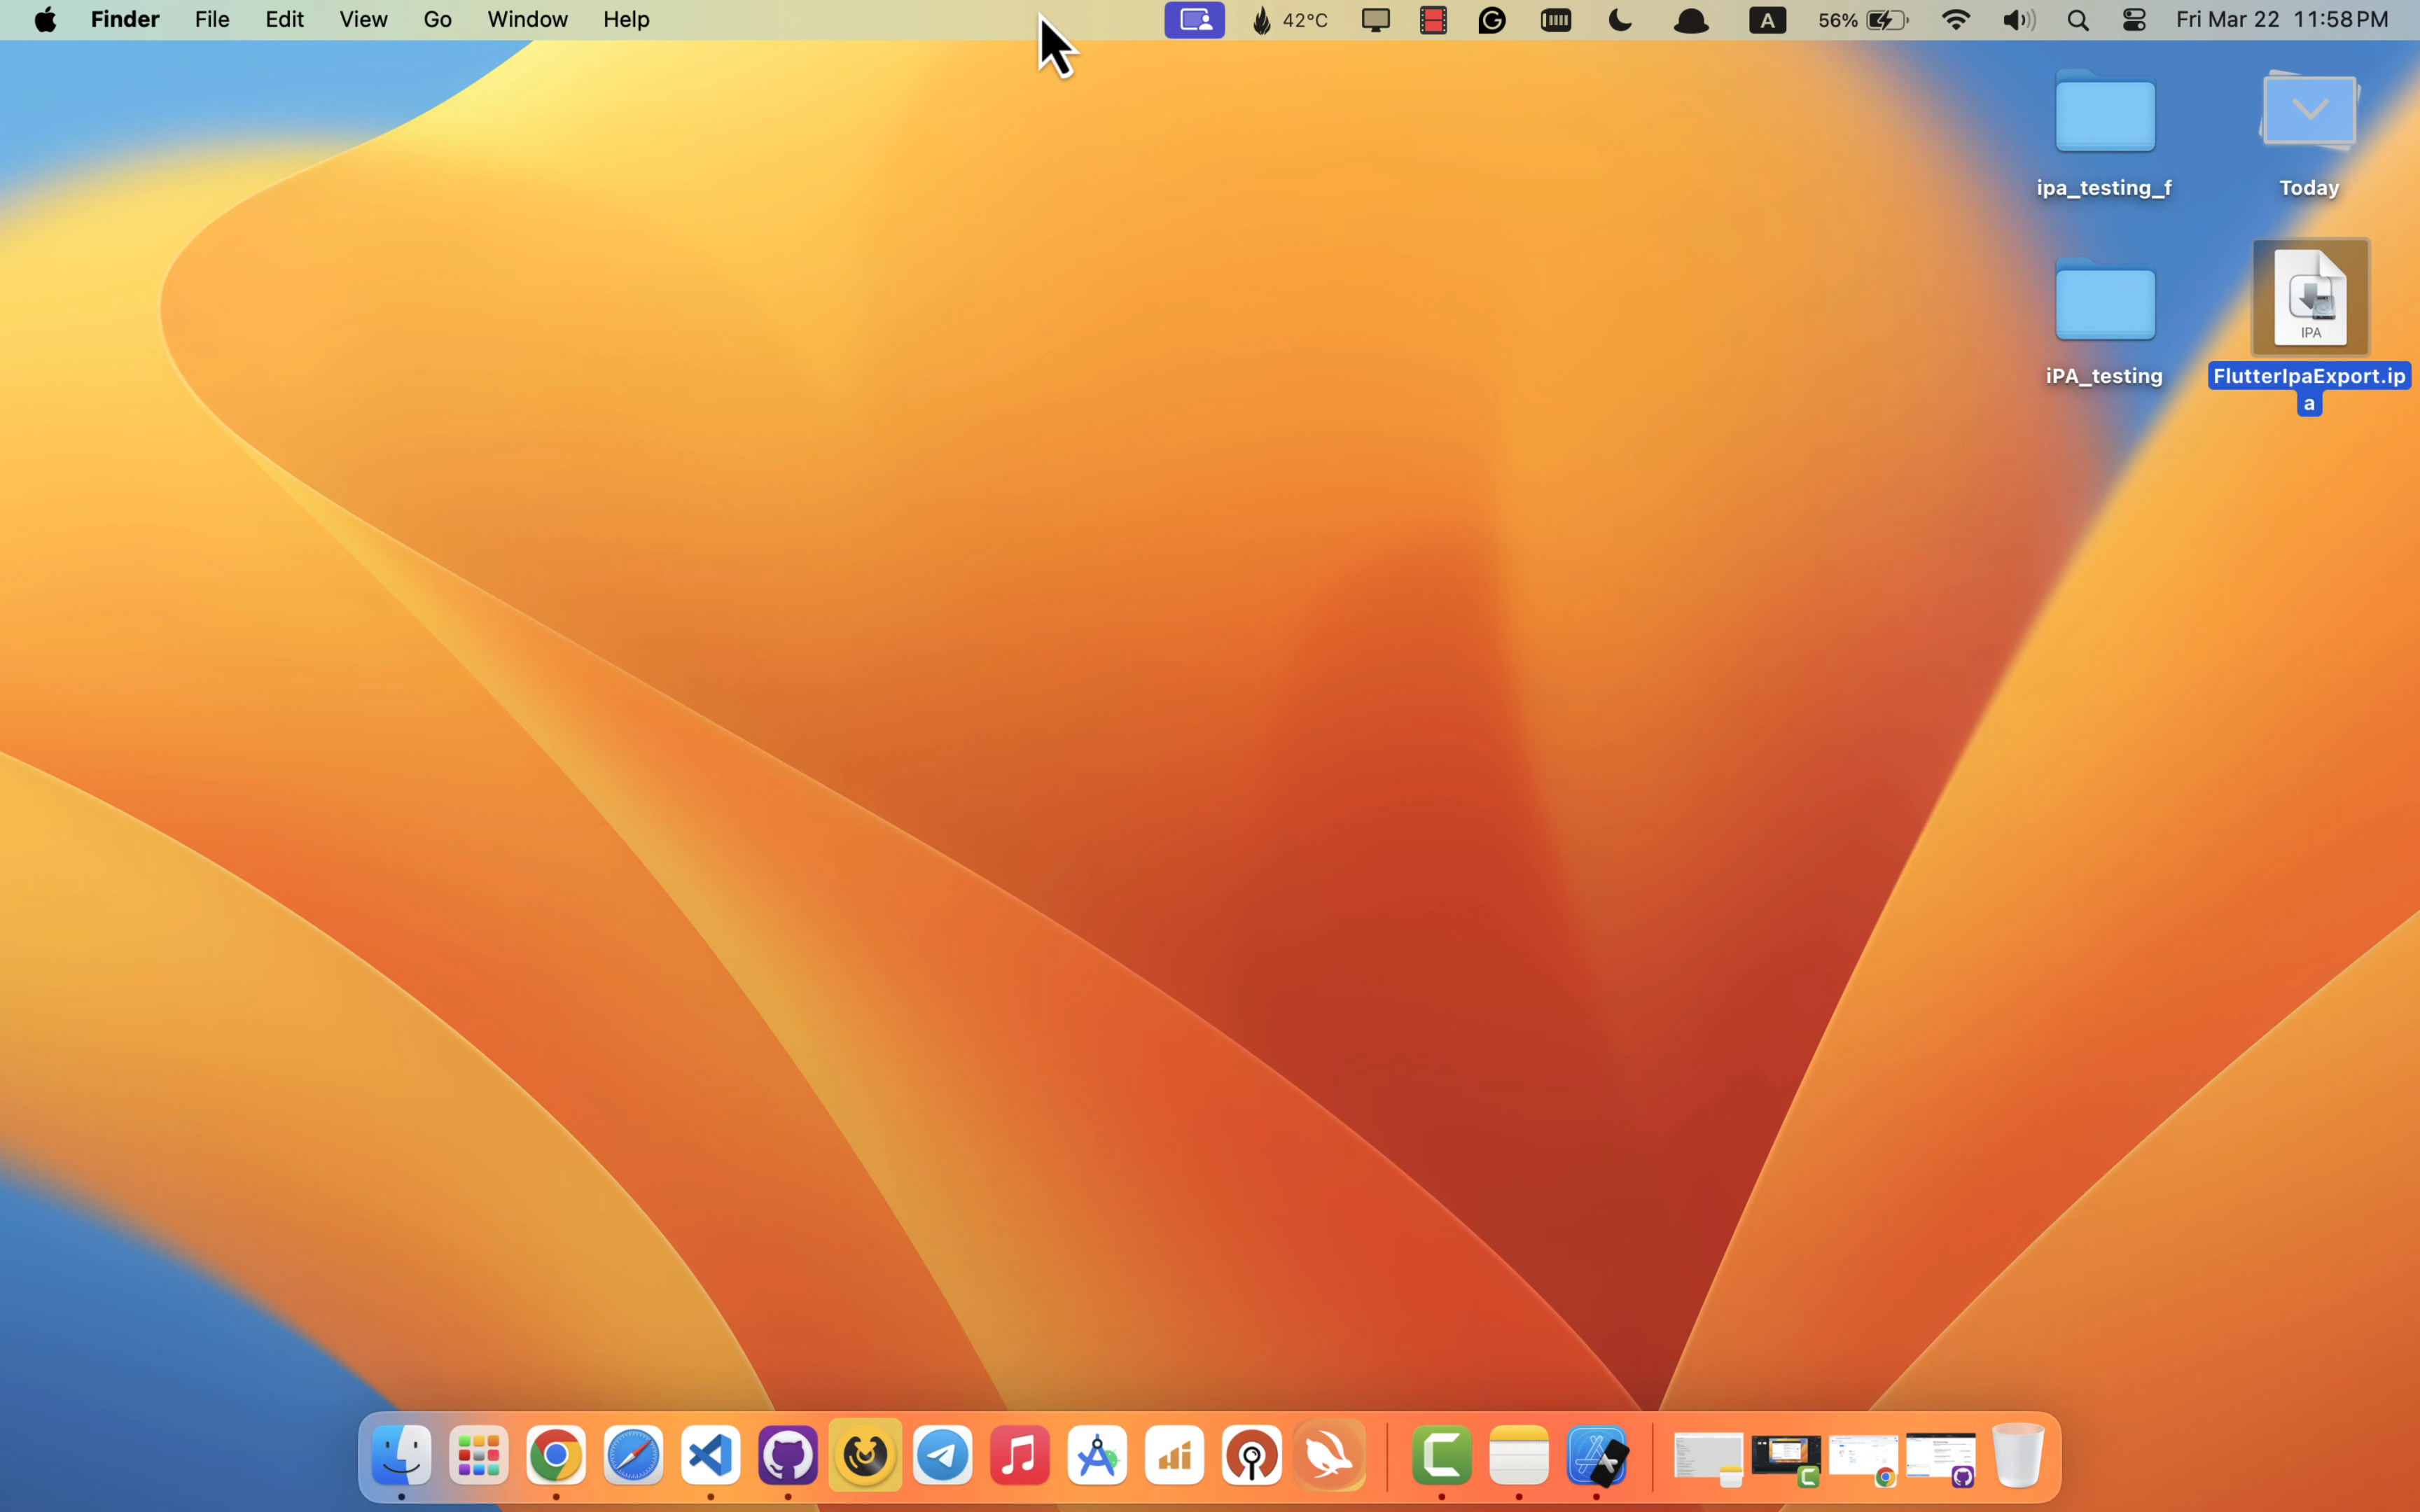 Finder File Edit View Go Window Help 42°C A 56% Fri Mar 22 11:58 PM
ipa_testing_f
Today
IPA
iPA_testing
FlutterIpaExport.ip
a